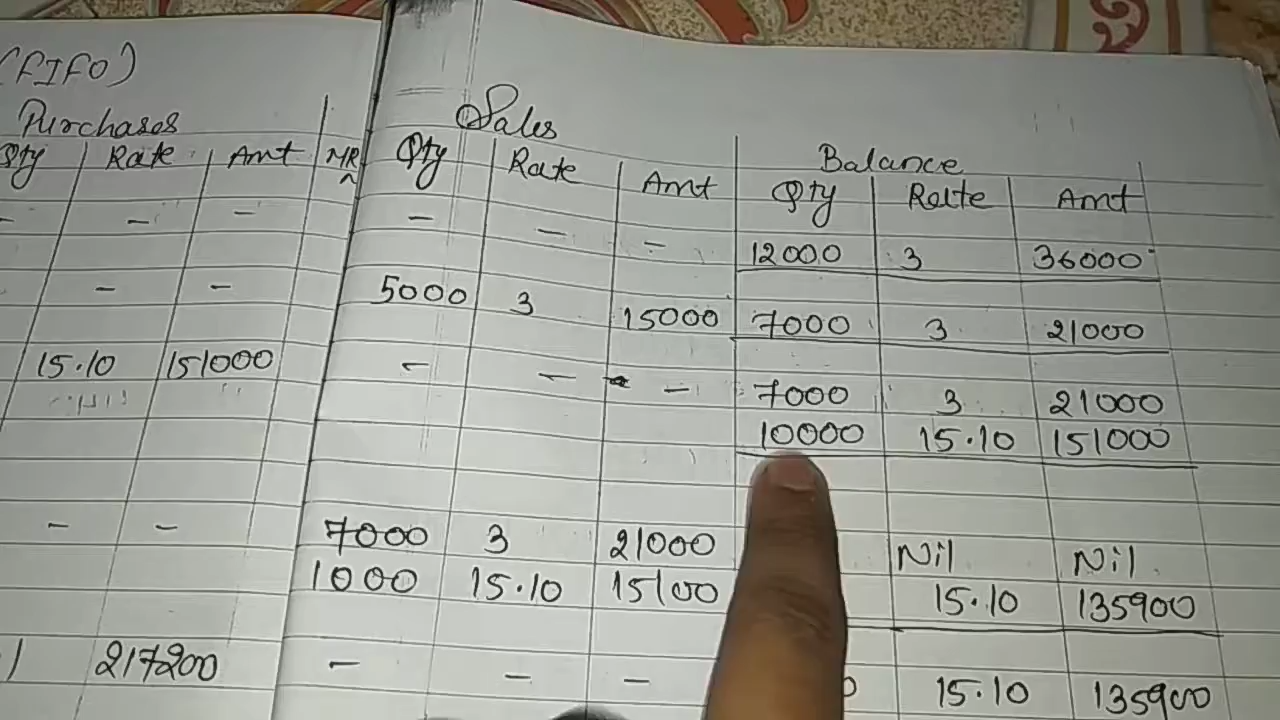 (FIFO)
Purchases Sales Balance
Qty Rate Amt Qty Rate Amt Qty Rate Amt
- - - - - - 12000 3 36000
- - 5000 3 15000 7000 3 21000
15.10 151000 - - - 7000 3 21000
10000 15.10 151000
- - 7000 3 21000 Nil Nil
1000 15.10 15100 15.10 135900
217200 - - - 15.10 135900